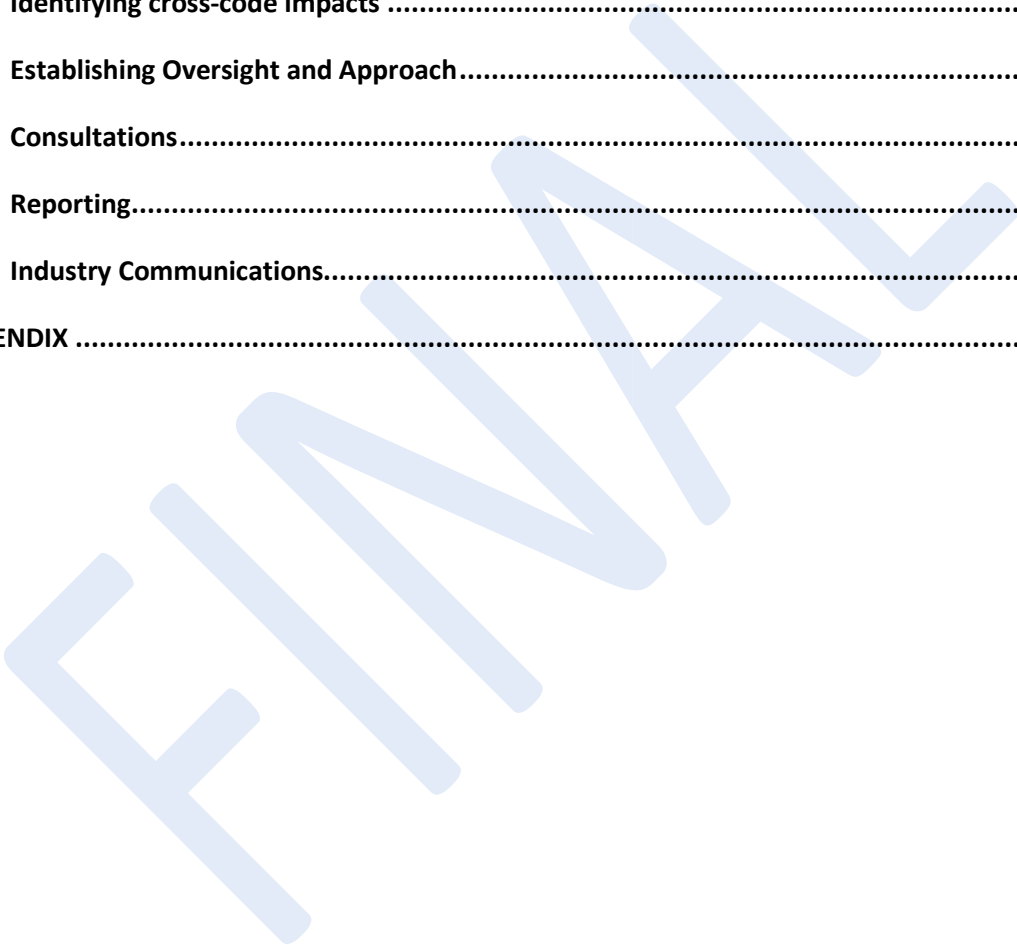 Identifying cross-code impacts ......................................................................................
Establishing Oversight and Approach..............................................................................
Consultations.......................................................................................................................
Reporting..............................................................................................................................
Industry Communications..................................................................................................
ENDIX ..................................................................................................................................
FINAL